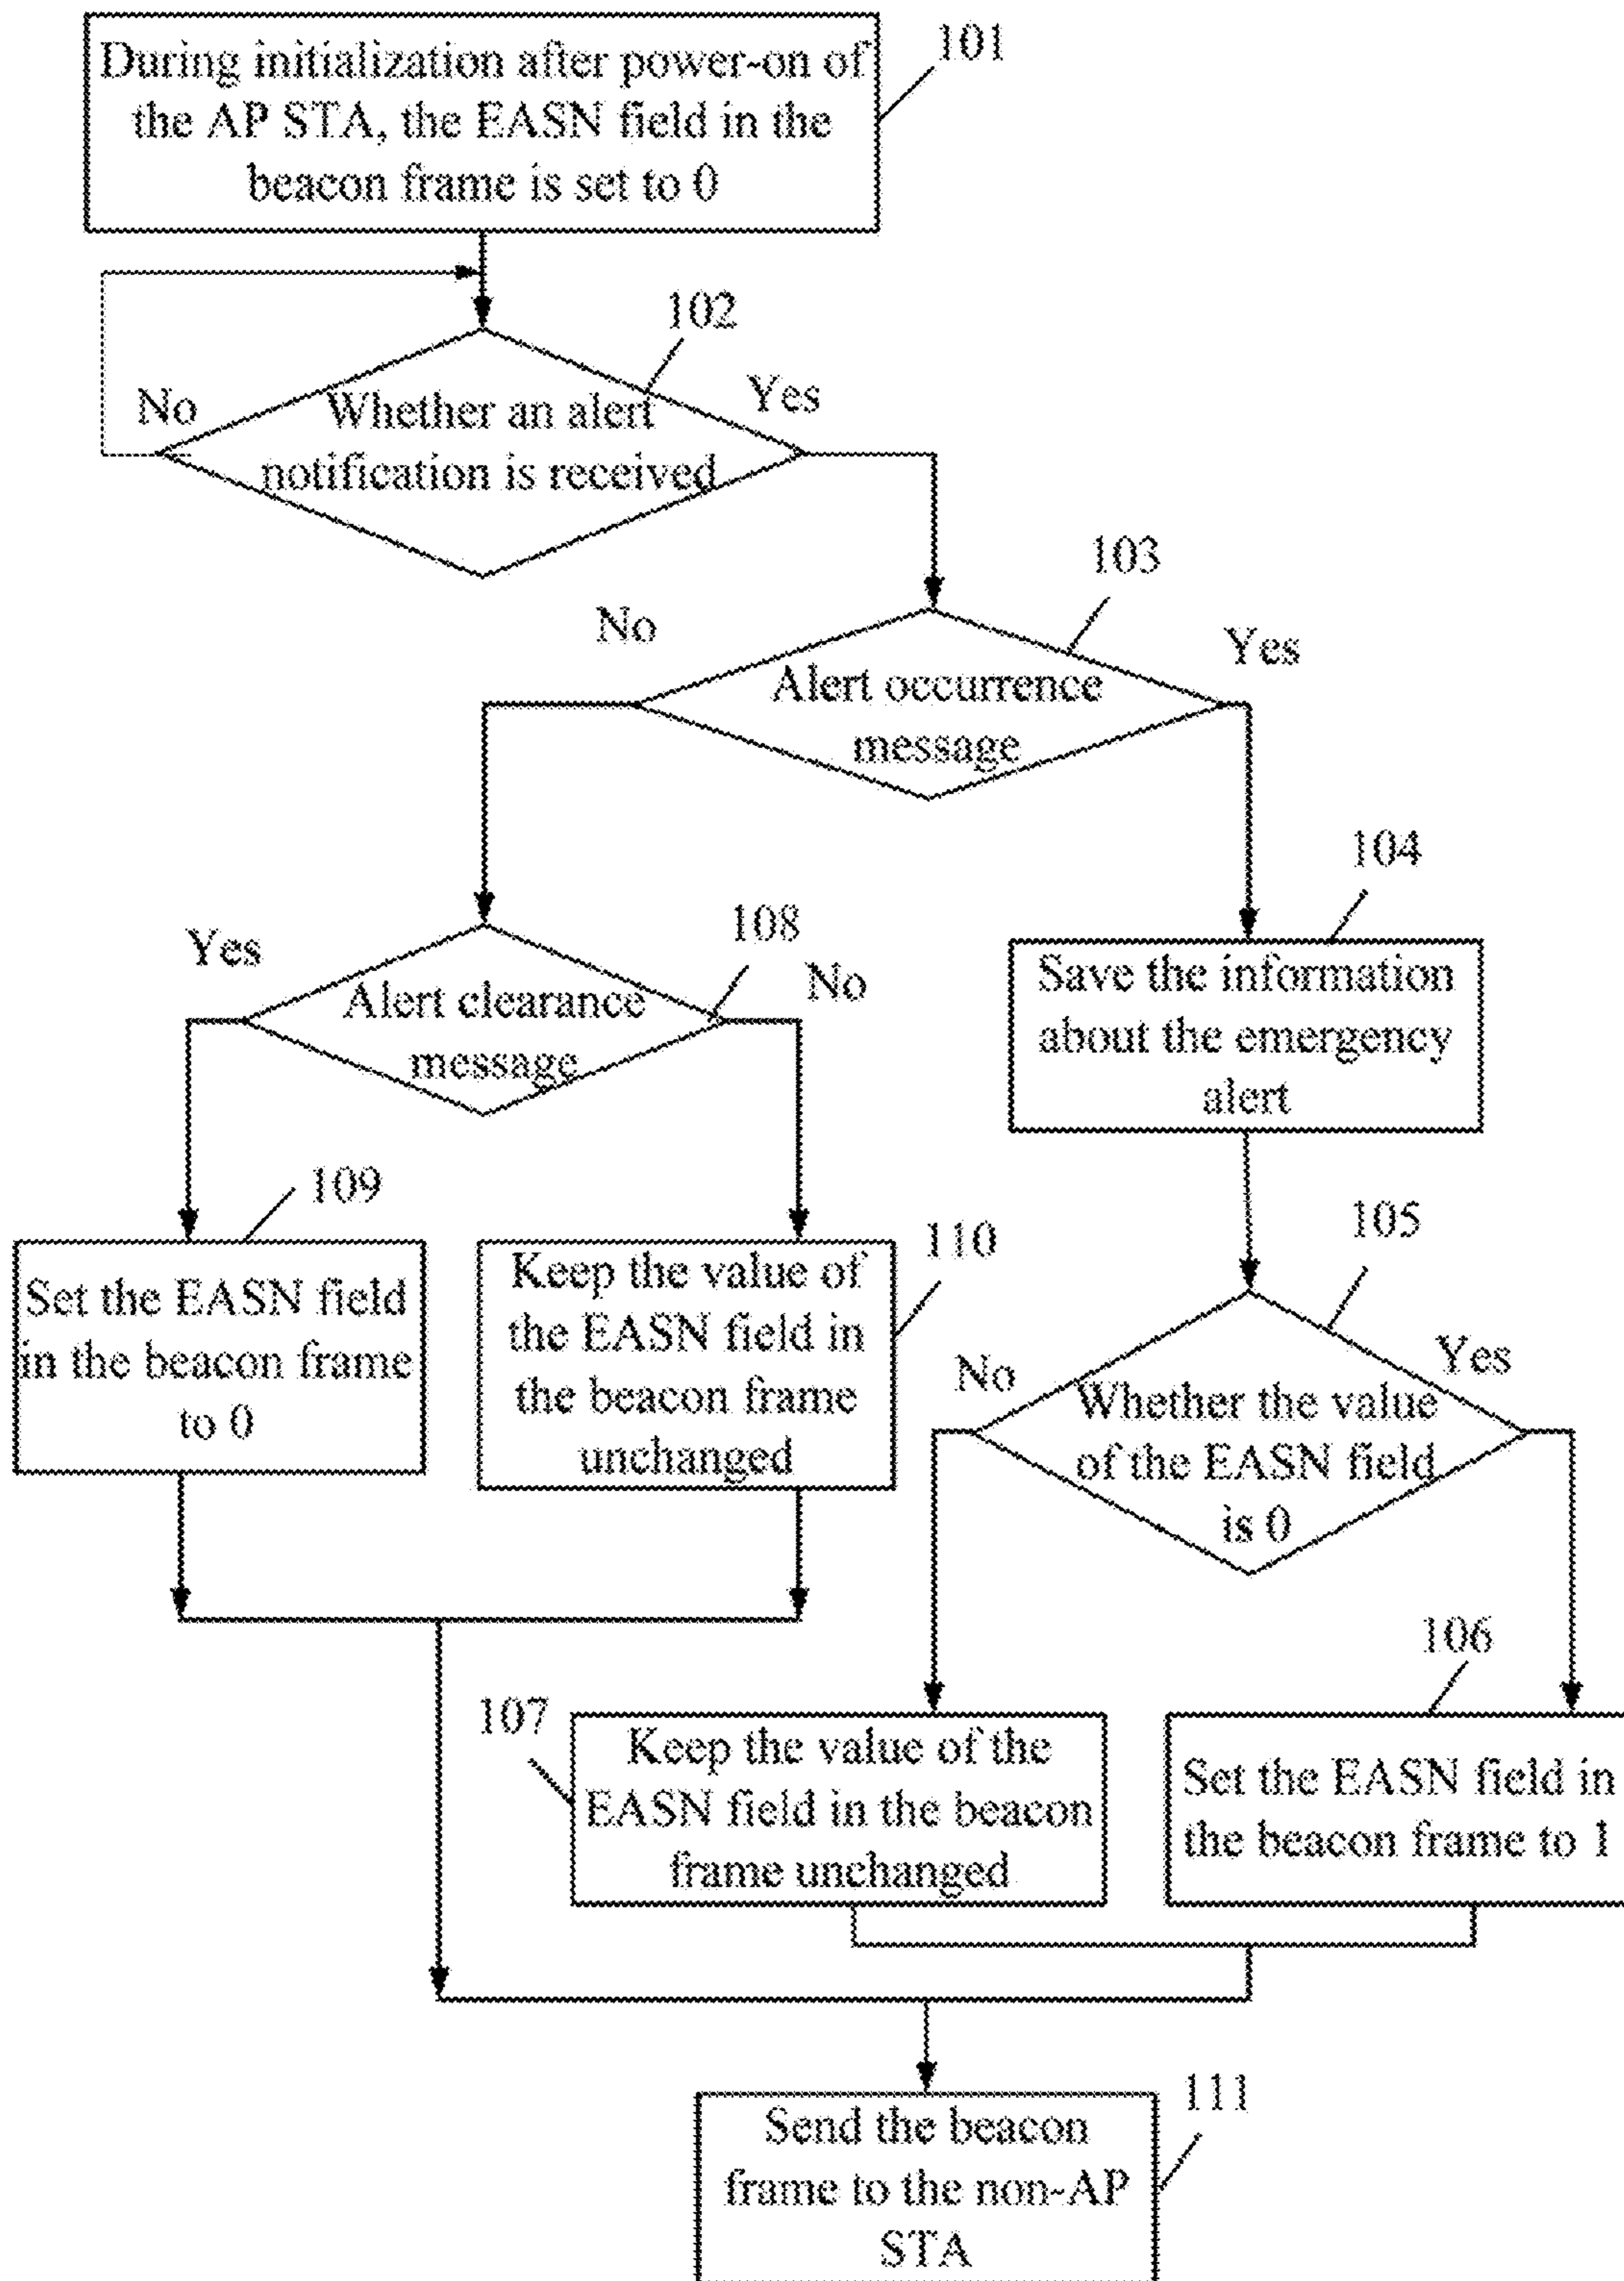 During initialization after power-on of
the AP STA, the EASN field in the
beacon frame is set to 0
101
102
No
Yes
Whether an alert
notification is received
103
No
Yes
Alert occurrence
message
104
Save the information
about the emergency
alert
108
Yes
No
Alert clearance
message
109
Set the EASN field
in the beacon frame
to 0
110
Keep the value of
the EASN field in
the beacon frame
unchanged
105
No
Yes
Whether the value
of the EASN field
is 0
106
Set the EASN field in
the beacon frame to 1
107
Keep the value of the
EASN field in the beacon
frame unchanged
111
Send the beacon
frame to the non-AP
STA